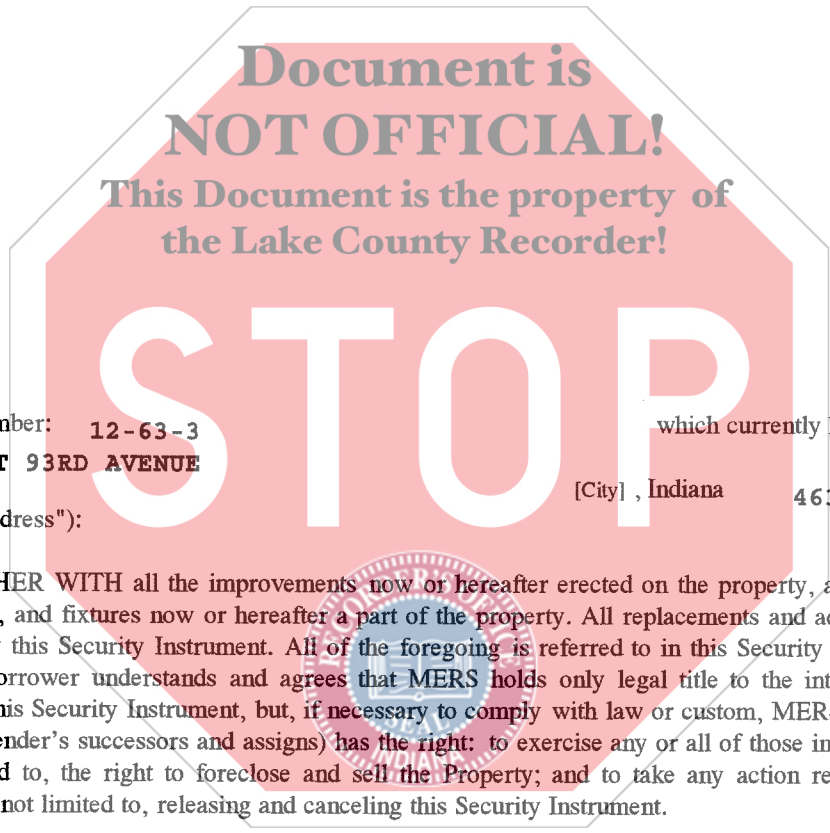 Document is
NOT OFFICIAL!
This Document is the property of
the Lake County Recorder!
STOP
mber: 12-63-3 which currently
T 93RD AVENUE
[City] , Indiana 463
dress"):
HER WITH all the improvements now or hereafter erected on the property, a
, and fixtures now or hereafter a part of the property. All replacements and ad
this Security Instrument. All of the foregoing is referred to in this Security
orrower understands and agrees that MERS holds only legal title to the int
his Security Instrument, but, if necessary to comply with law or custom, MER
ender's successors and assigns) has the right: to exercise any or all of those in
d to, the right to foreclose and sell the Property; and to take any action re
not limited to, releasing and canceling this Security Instrument.
RECORDER'S OFFICE
SEAL
INDIANA